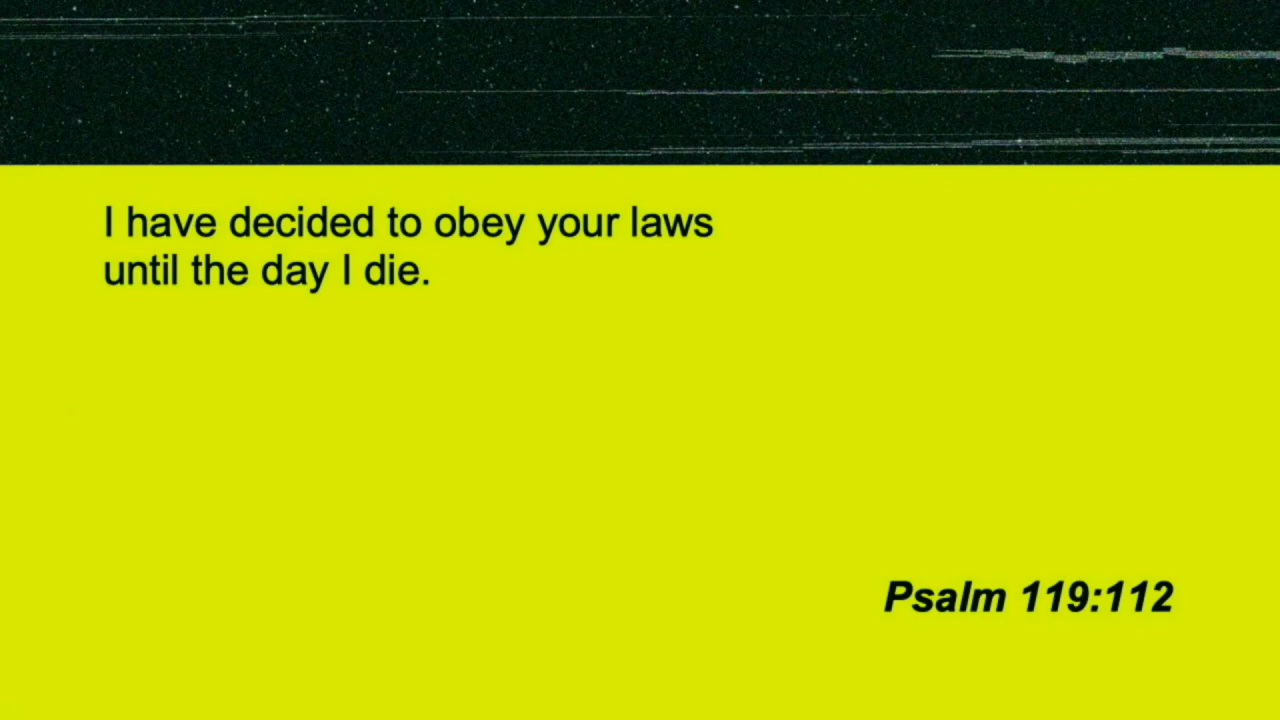 I have decided to obey your laws
until the day I die.
Psalm 119:112